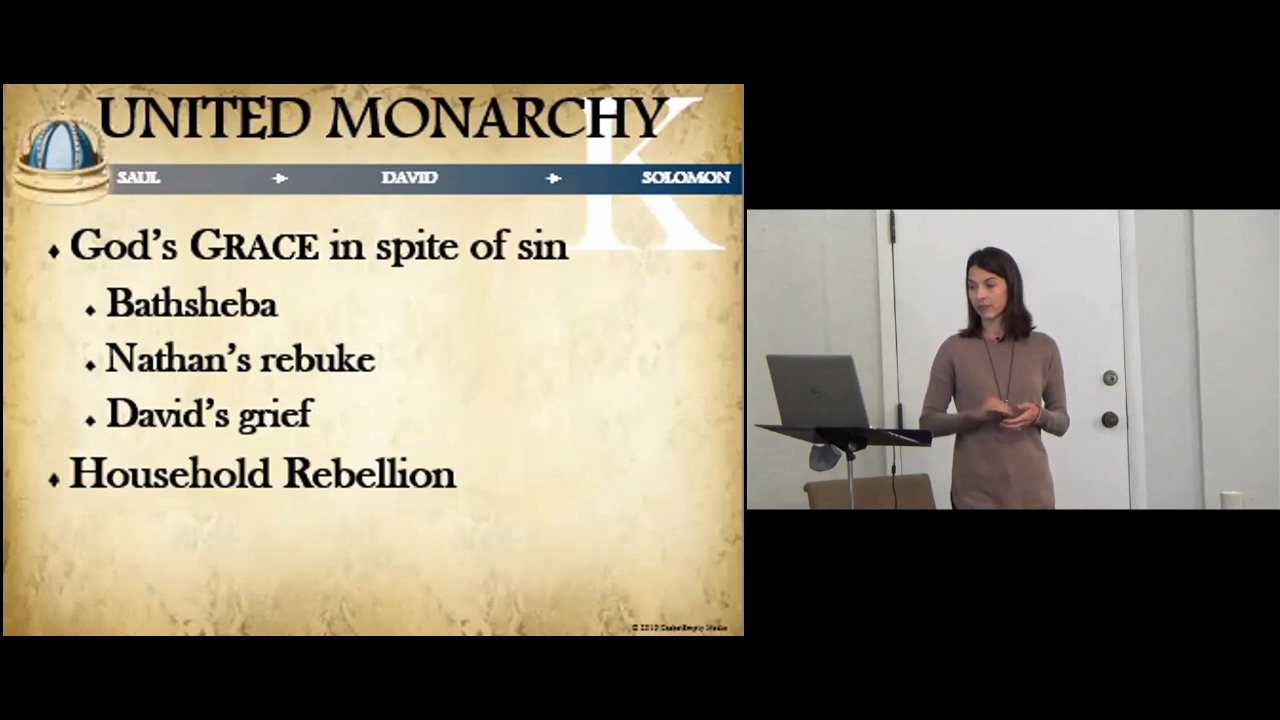 UNITED MONARCHY
K
SAUL DAVID SOLOMON
God's GRACE in spite of sin
Bathsheba
Nathan's rebuke
David's grief
Household Rebellion